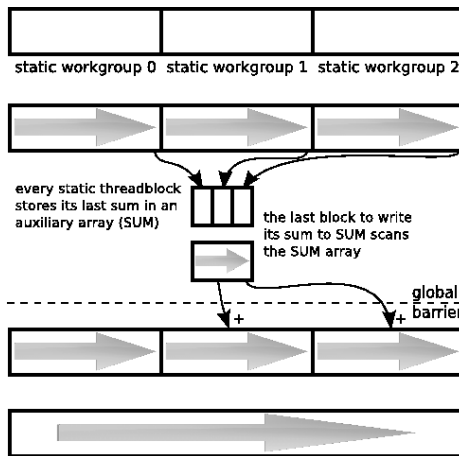 static workgroup 0 static workgroup 1 static workgroup 2
every static threadblock
stores its last sum in an
auxiliary array (SUM)
the last block to write
its sum to SUM scans
the SUM array
global
barrier
+ +